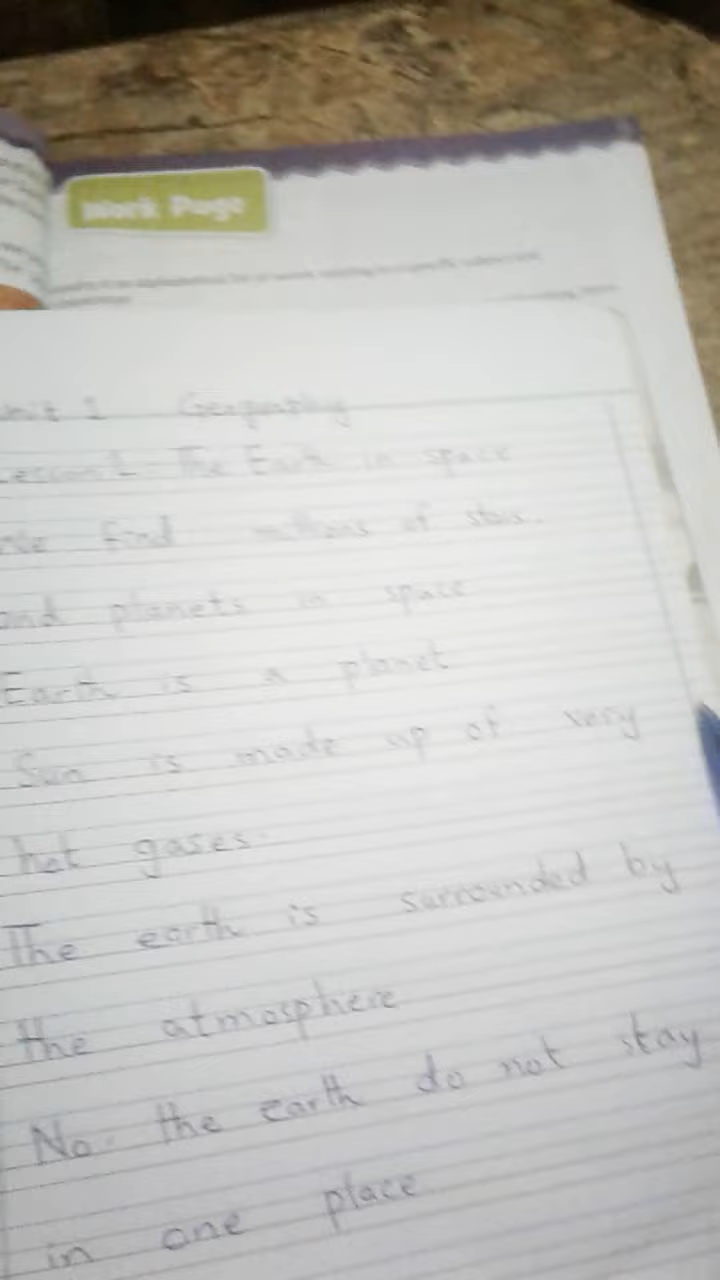 Work Page
Unit 1 Geography
Lesson 1 - The Earth in space
We find millions of stars.
and planets in space
Earth is a planet
Sun is made up of very
hot gases.
The earth is surrounded by
the atmosphere
No. the earth do not stay
in one place